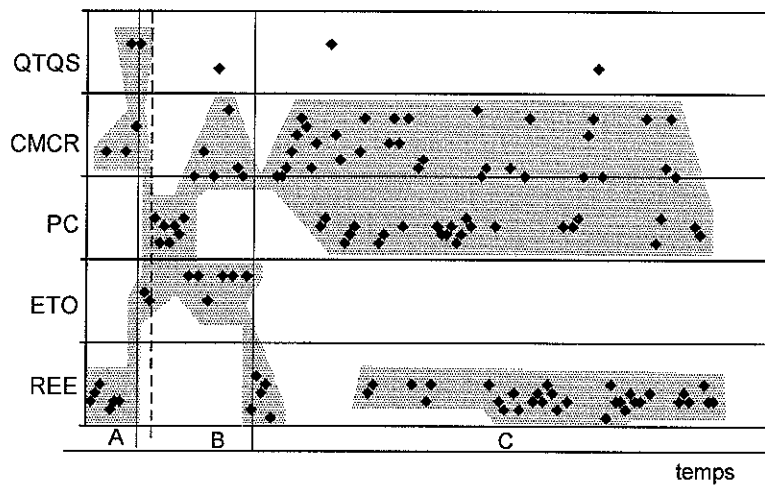 QTQS
CMCR
PC
ETO
REE
A B C
temps